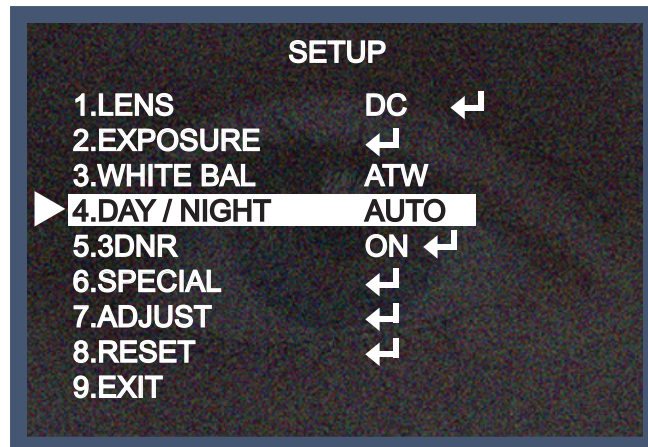 SETUP
1.LENS DC ↲
2.EXPOSURE ↲
3.WHITE BAL ATW
4.DAY / NIGHT AUTO
5.3DNR ON ↲
6.SPECIAL ↲
7.ADJUST ↲
8.RESET ↲
9.EXIT